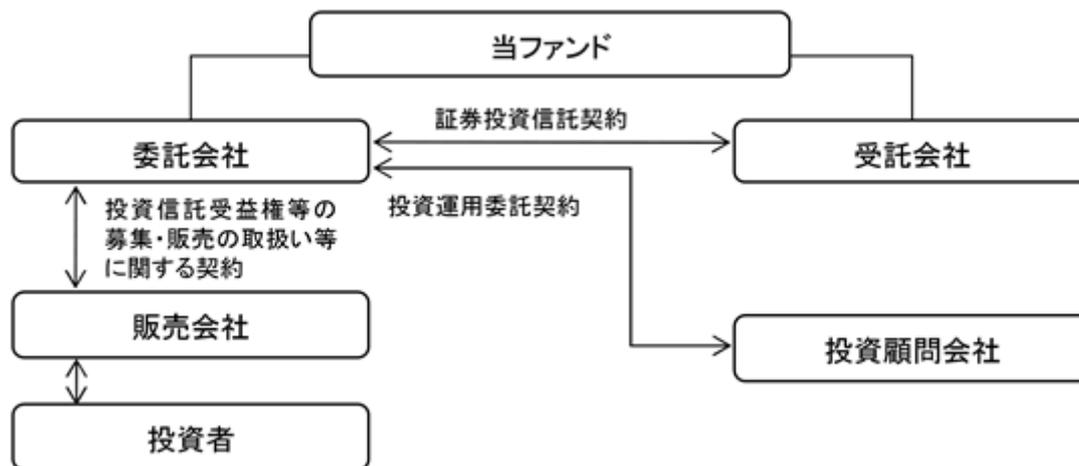 当ファンド
証券投資信託契約
委託会社
受託会社
投資運用委託契約
投資信託受益権等の
募集・販売の取扱い等
に関する契約
販売会社
投資顧問会社
投資者